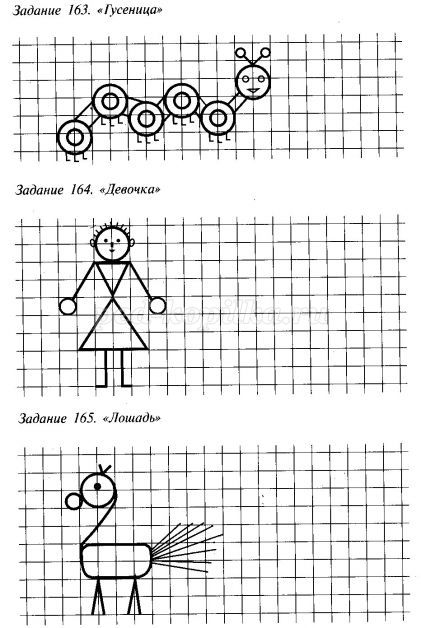 Задание 163. «Гусеница»
Задание 164. «Девочка»
Задание 165. «Лошадь»